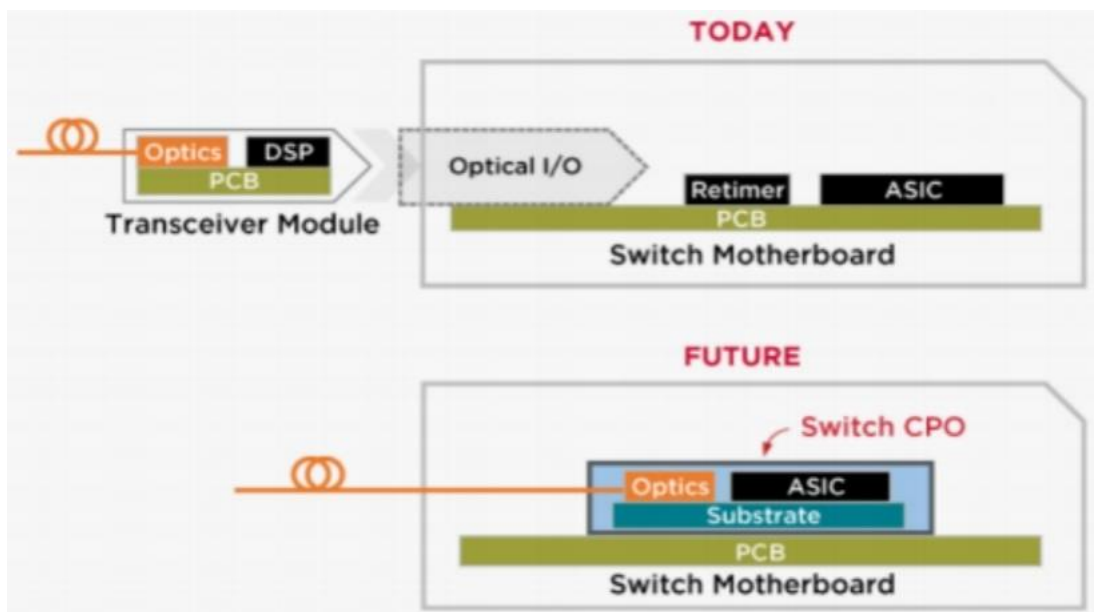 TODAY
Optics DSP
PCB
Transceiver Module
Optical I/O
Retimer ASIC
PCB
Switch Motherboard
FUTURE
Switch CPO
Optics ASIC
Substrate
PCB
Switch Motherboard